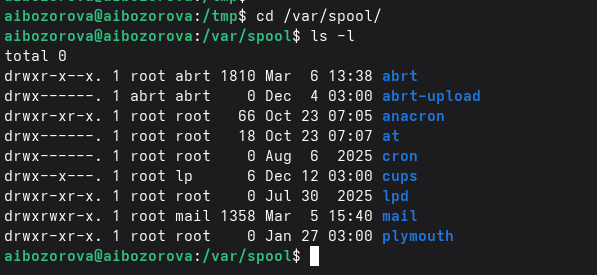 aibozorova@aibozorova:/tmp$ cd /var/spool/
aibozorova@aibozorova:/var/spool$ ls -l
total 0
drwxr-x--x. 1 root abrt 1810 Mar  6 13:38 abrt
drwx------. 1 abrt abrt    0 Dec  4 03:00 abrt-upload
drwxr-xr-x. 1 root root   66 Oct 23 07:05 anacron
drwx------. 1 root root   18 Oct 23 07:07 at
drwx------. 1 root root    0 Aug  6  2025 cron
drwx--x---. 1 root lp      6 Dec 12 03:00 cups
drwxr-xr-x. 1 root root    0 Jul 30  2025 lpd
drwxrwxr-x. 1 root mail 1358 Mar  5 15:40 mail
drwxr-xr-x. 1 root root    0 Jan 27 03:00 plymouth
aibozorova@aibozorova:/var/spool$